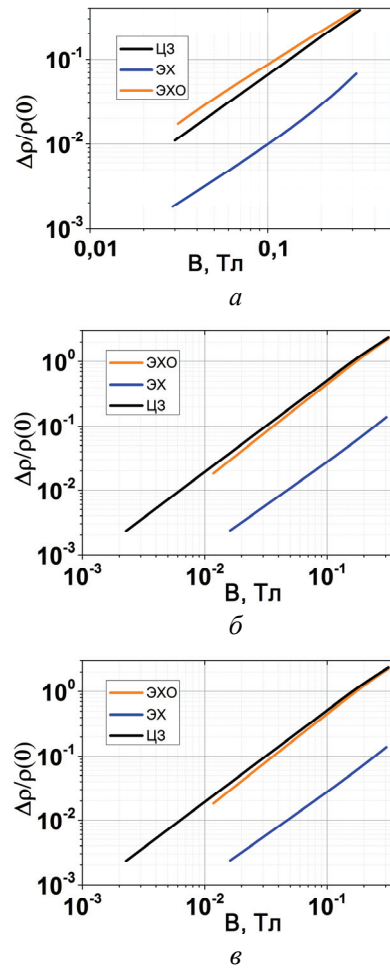 10⁻¹
10⁻²
10⁻³
Δρ/ρ(0)
ЦЗ
ЭХ
ЭХО
0,01
0,1
B, Тл
а
10⁰
10⁻¹
10⁻²
10⁻³
Δρ/ρ(0)
ЭХО
ЭХ
ЦЗ
10⁻³
10⁻²
10⁻¹
B, Тл
б
10⁰
10⁻¹
10⁻²
10⁻³
Δρ/ρ(0)
ЭХО
ЭХ
ЦЗ
10⁻³
10⁻²
10⁻¹
B, Тл
в